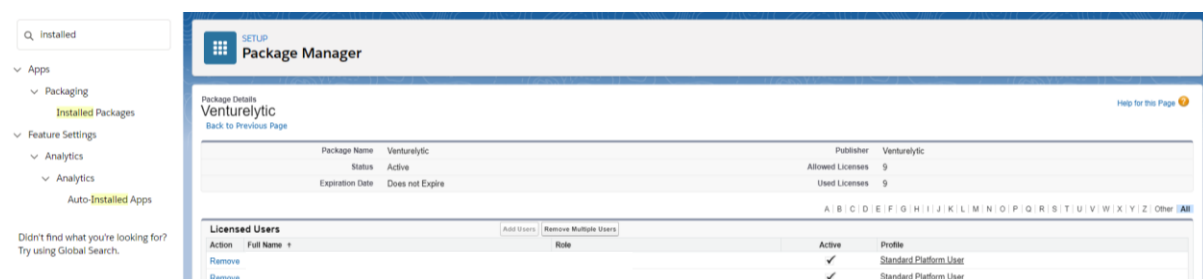 installed
Apps
Packaging
Installed Packages
Feature Settings
Analytics
Analytics
Auto-Installed Apps
Didn't find what you're looking for?
Try using Global Search.
SETUP
Package Manager
Package Details
Venturelytic
Back to Previous Page
Help for this Page
Package Name Venturelytic Publisher Venturelytic
Status Active Allowed Licenses 9
Expiration Date Does not Expire Used Licenses 9
A | B | C | D | E | F | G | H | I | J | K | L | M | N | O | P | Q | R | S | T | U | V | W | X | Y | Z | Other | All
Licensed Users Add Users Remove Multiple Users
Action Full Name ↑ Role Active Profile
Remove ✓ Standard Platform User
Remove ✓ Standard Platform User